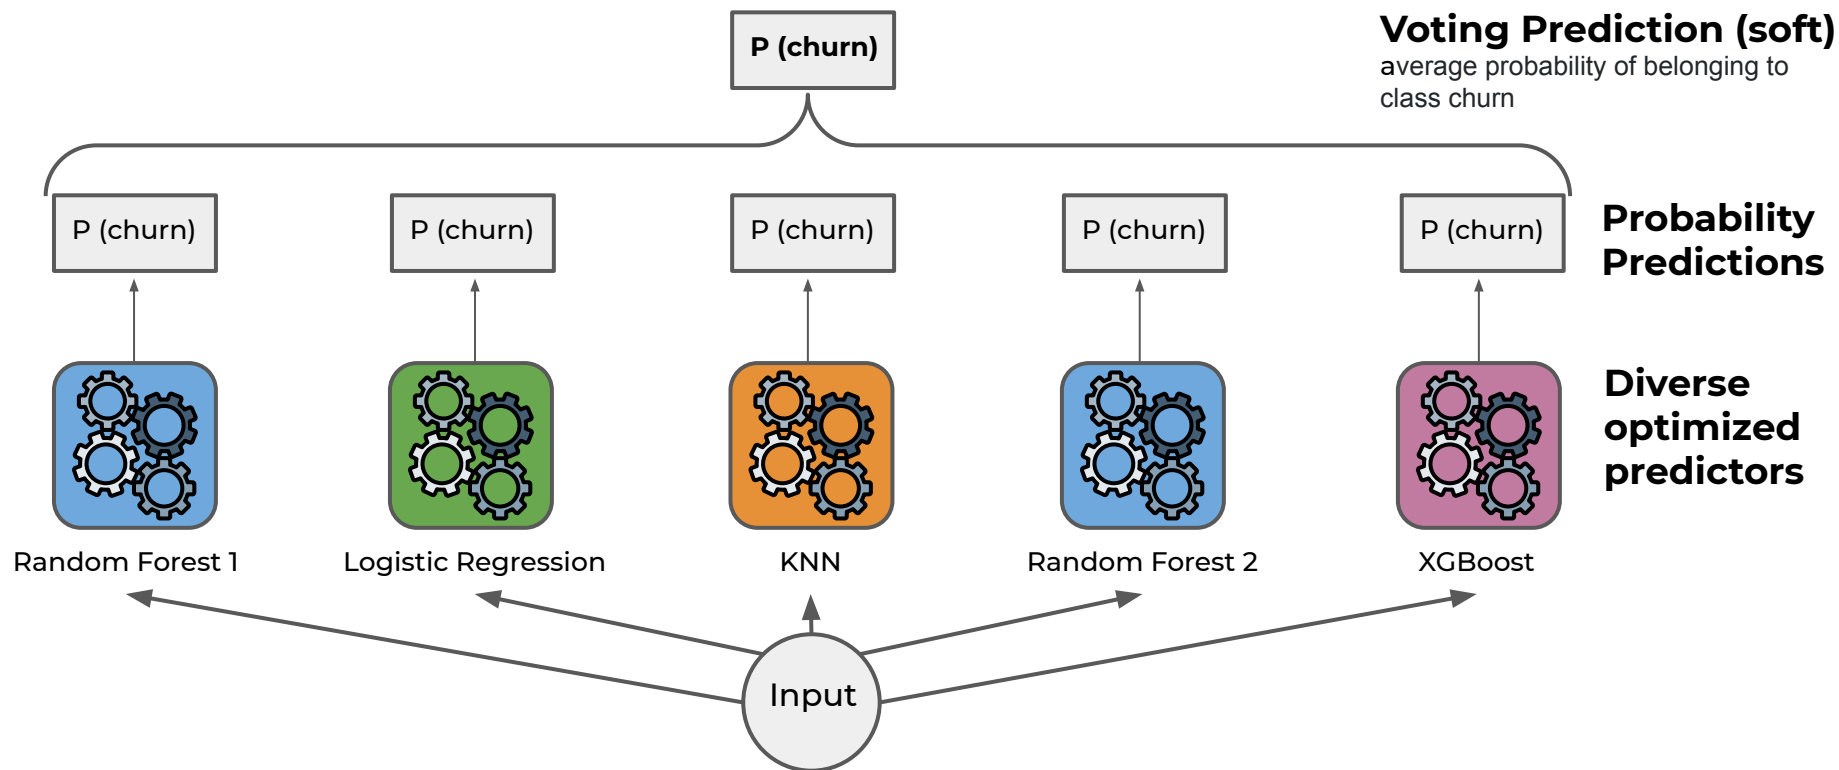 P (churn)
Voting Prediction (soft)
average probability of belonging to
class churn
P (churn)
P (churn)
P (churn)
P (churn)
P (churn)
Probability
Predictions
Diverse
optimized
predictors
Random Forest 1
Logistic Regression
KNN
Random Forest 2
XGBoost
Input